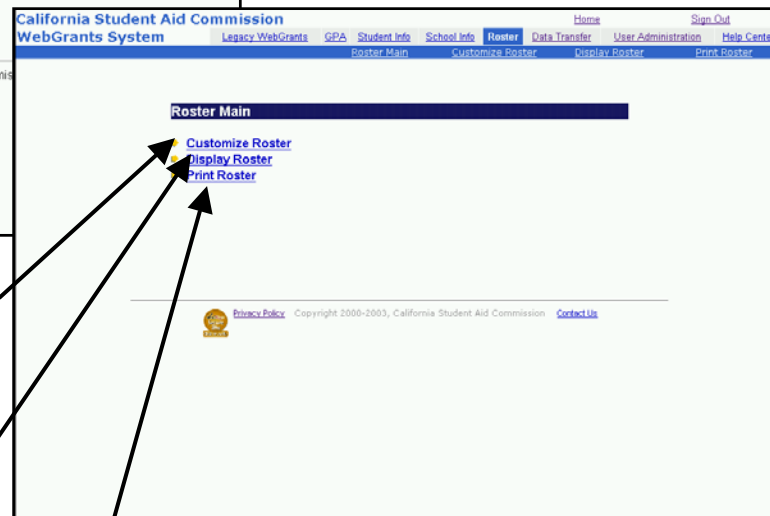 California Student Aid Commission
Home Sign Out
WebGrants System
Legacy WebGrants GPA Student Info School Info Roster Data Transfer User Administration Help Cente
Roster Main Customize Roster Display Roster Print Roster
mis
Roster Main
Customize Roster
Display Roster
Print Roster
Privacy Policy Copyright 2000-2003, California Student Aid Commission Contact Us